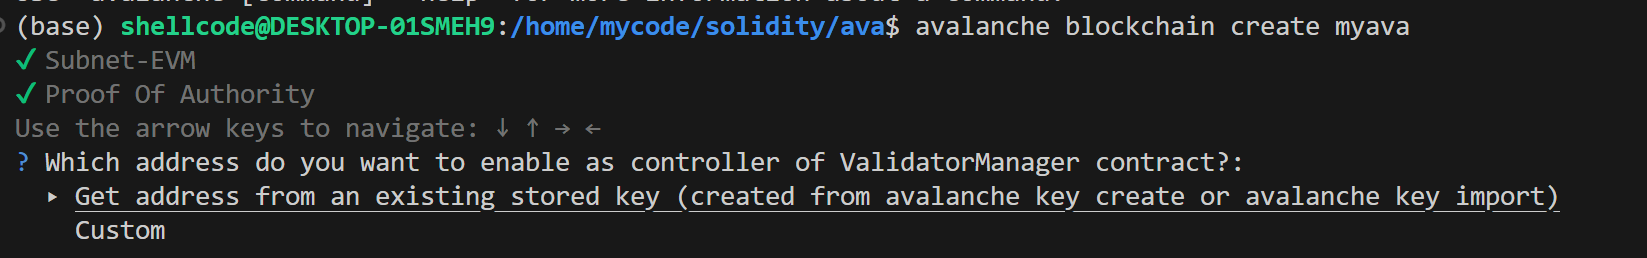 (base) shellcode@DESKTOP-01SMEH9:/home/mycode/solidity/ava$ avalanche blockchain create myava
✓ Subnet-EVM
✓ Proof Of Authority
Use the arrow keys to navigate: ↓ ↑ → ←
? Which address do you want to enable as controller of ValidatorManager contract?:
▸ Get address from an existing stored key (created from avalanche key create or avalanche key import)
Custom